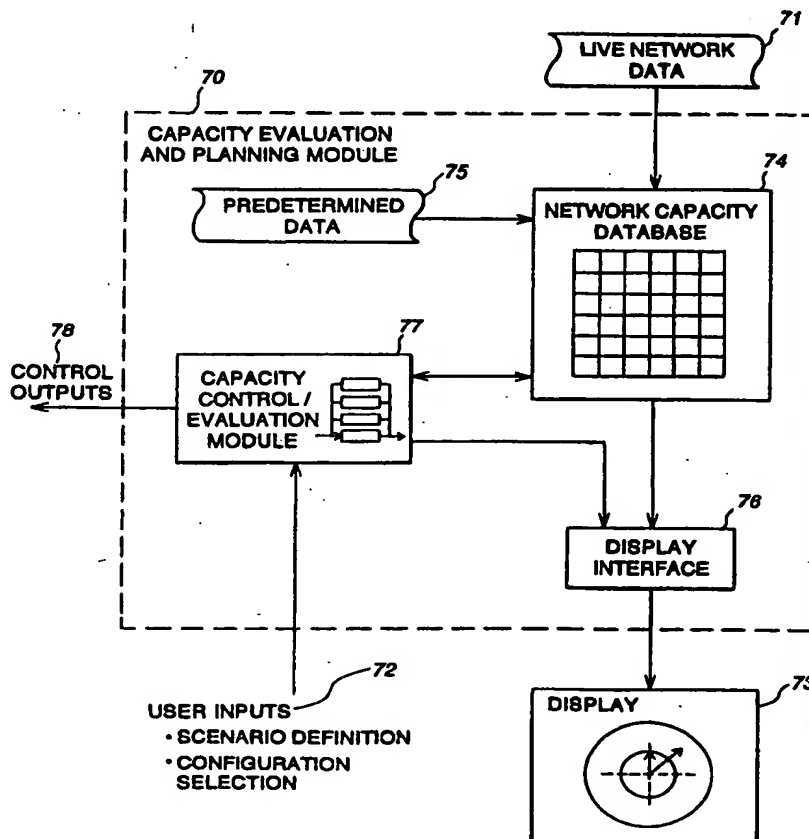 71
LIVE NETWORK
DATA
70
CAPACITY EVALUATION
AND PLANNING MODULE
75
PREDETERMINED
DATA
74
NETWORK CAPACITY
DATABASE
78
CONTROL
OUTPUTS
77
CAPACITY
CONTROL /
EVALUATION
MODULE
76
DISPLAY
INTERFACE
72
USER INPUTS
• SCENARIO DEFINITION
• CONFIGURATION
SELECTION
73
DISPLAY